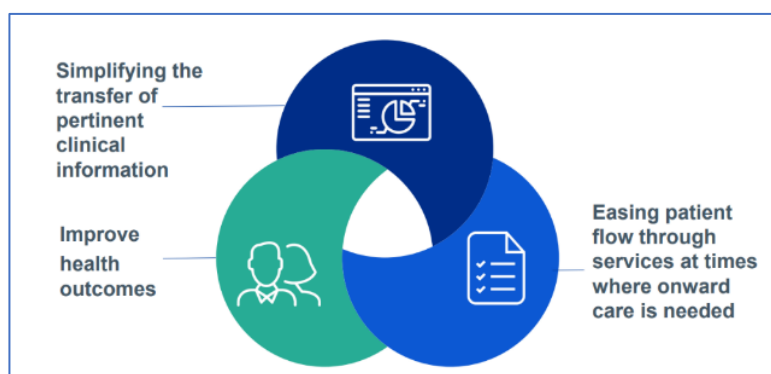 Simplifying the
transfer of
pertinent
clinical
information
Improve
health
outcomes
Easing patient
flow through
services at times
where onward
care is needed